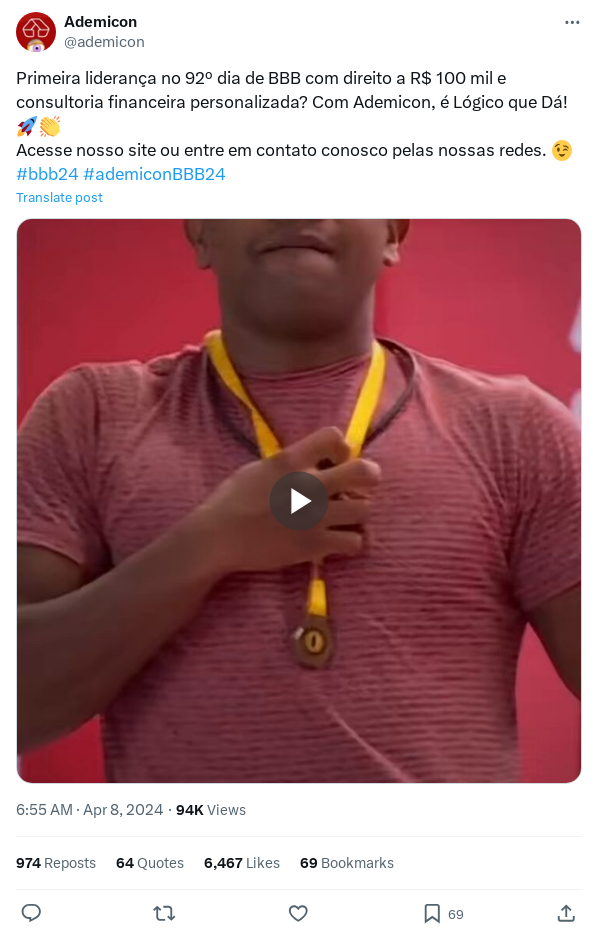 Ademicon
@ademicon
Primeira liderança no 92º dia de BBB com direito a R$ 100 mil e
consultoria financeira personalizada? Com Ademicon, é Lógico que Dá!
🚀👏
Acesse nosso site ou entre em contato conosco pelas nossas redes. 😉
#bbb24 #ademiconBBB24
Translate post
6:55 AM · Apr 8, 2024 · 94K Views
974 Reposts 64 Quotes 6,467 Likes 69 Bookmarks
69